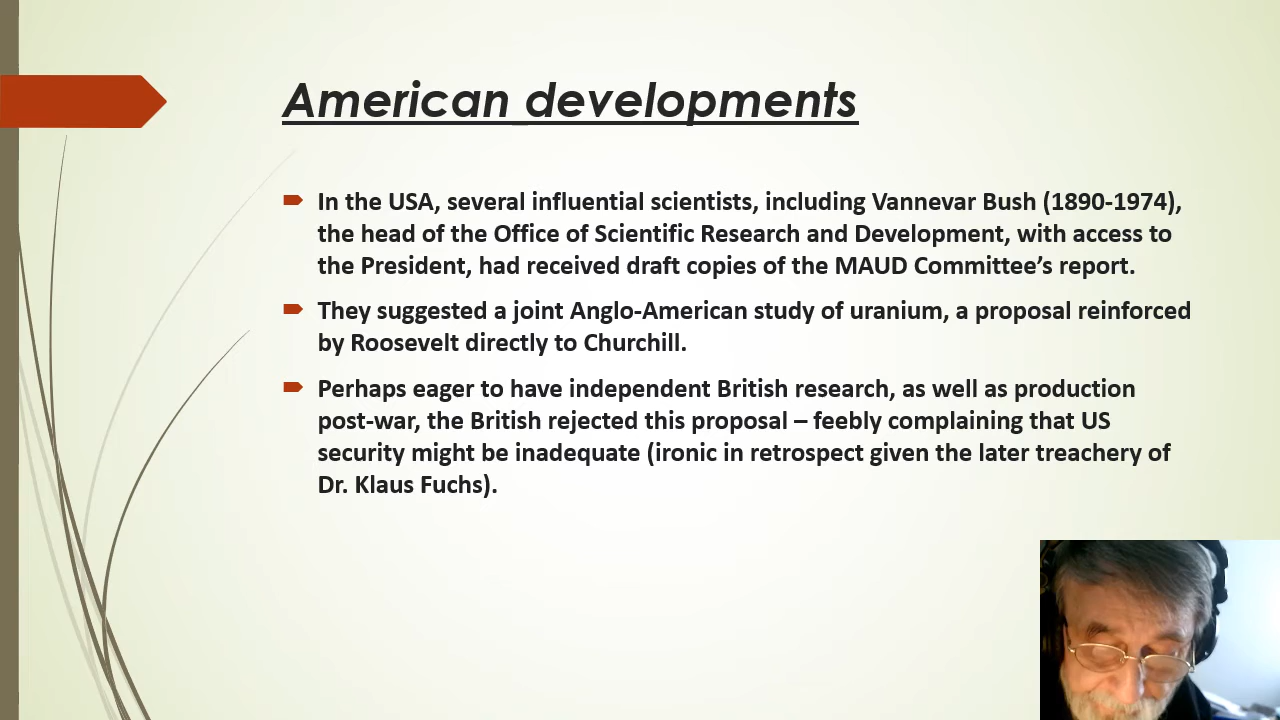 American developments
In the USA, several influential scientists, including Vannevar Bush (1890-1974),
the head of the Office of Scientific Research and Development, with access to
the President, had received draft copies of the MAUD Committee’s report.
They suggested a joint Anglo-American study of uranium, a proposal reinforced
by Roosevelt directly to Churchill.
Perhaps eager to have independent British research, as well as production
post-war, the British rejected this proposal – feebly complaining that US
security might be inadequate (ironic in retrospect given the later treachery of
Dr. Klaus Fuchs).